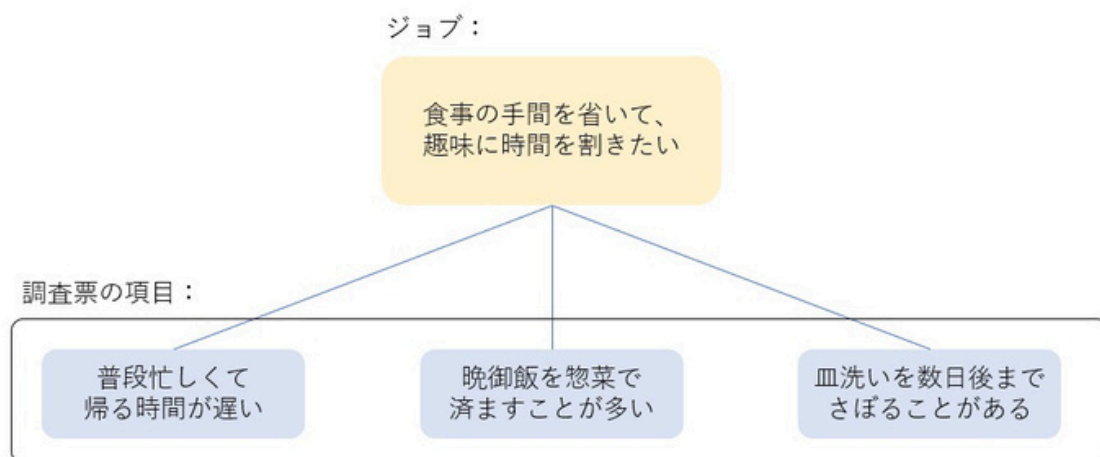 ジョブ：
食事の手間を省いて、
趣味に時間を割きたい
調査票の項目：
普段忙しくて
帰る時間が遅い
晩御飯を惣菜で
済ますことが多い
皿洗いを数日後まで
さぼることがある